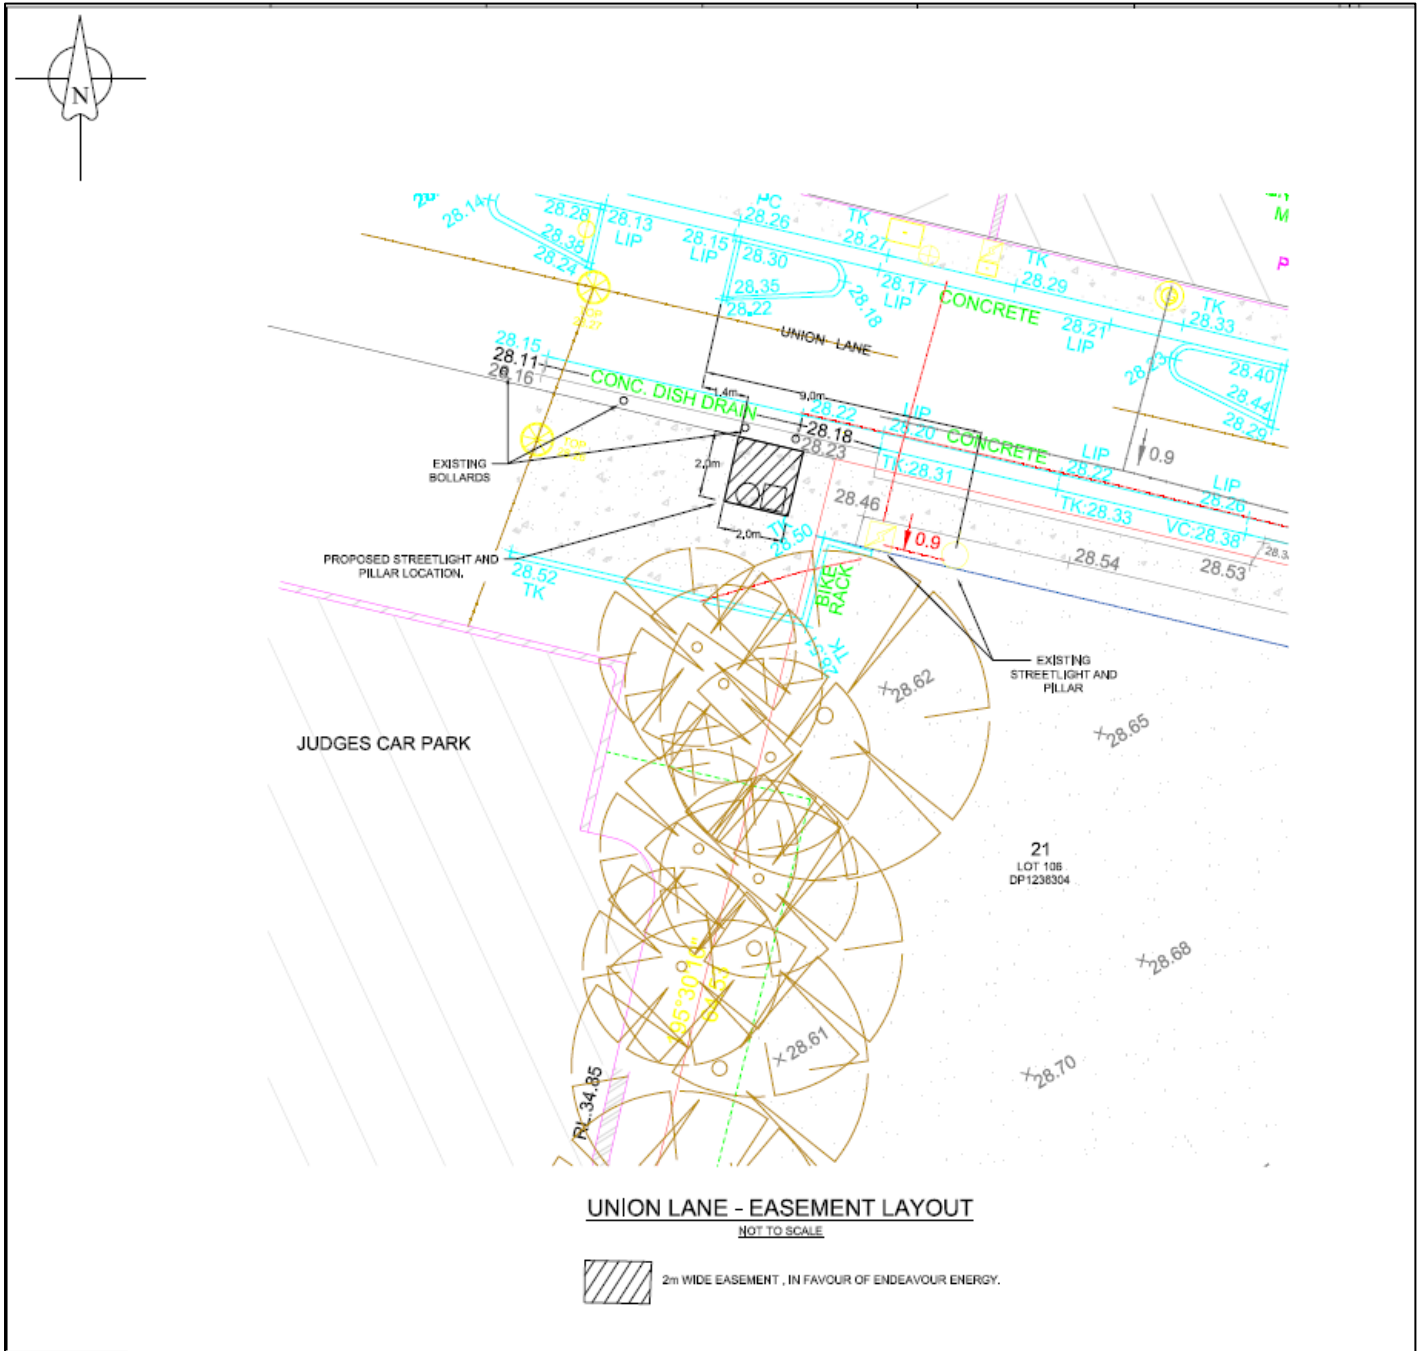 N
28.14
28.28
28.38
28.24
28.13
LIP
28.15
LIP
PC
28.26
TK
28.27
28.30
28.35
28.22
28.18
28.17
LIP
TK
28.29
CONCRETE
28.21
LIP
TK
28.33
M
P
28.23
28.40
28.44
28.29
UNION LANE
TOP
28.15
28.11
28.16
CONC. DISH DRAIN
1.4m
9.0m
28.22
LIP
28.20
28.18
28.23
CONCRETE
LIP
28.22
0.9
LIP
28.26
TK:28.31
TK:28.33
VC:28.38
EXISTING
BOLLARDS
TOP
2.0m
2.0m
28.46
TK
28.50
0.9
28.54
28.53
PROPOSED STREETLIGHT AND
PILLAR LOCATION.
28.52
TK
BIKE
RACK
TK
EXISTING
STREETLIGHT AND
PILLAR
28.62
28.65
JUDGES CAR PARK
21
LOT 106
DP1236304
28.68
28.61
28.70
RL.34.85
UNION LANE - EASEMENT LAYOUT
NOT TO SCALE
2m WIDE EASEMENT , IN FAVOUR OF ENDEAVOUR ENERGY.